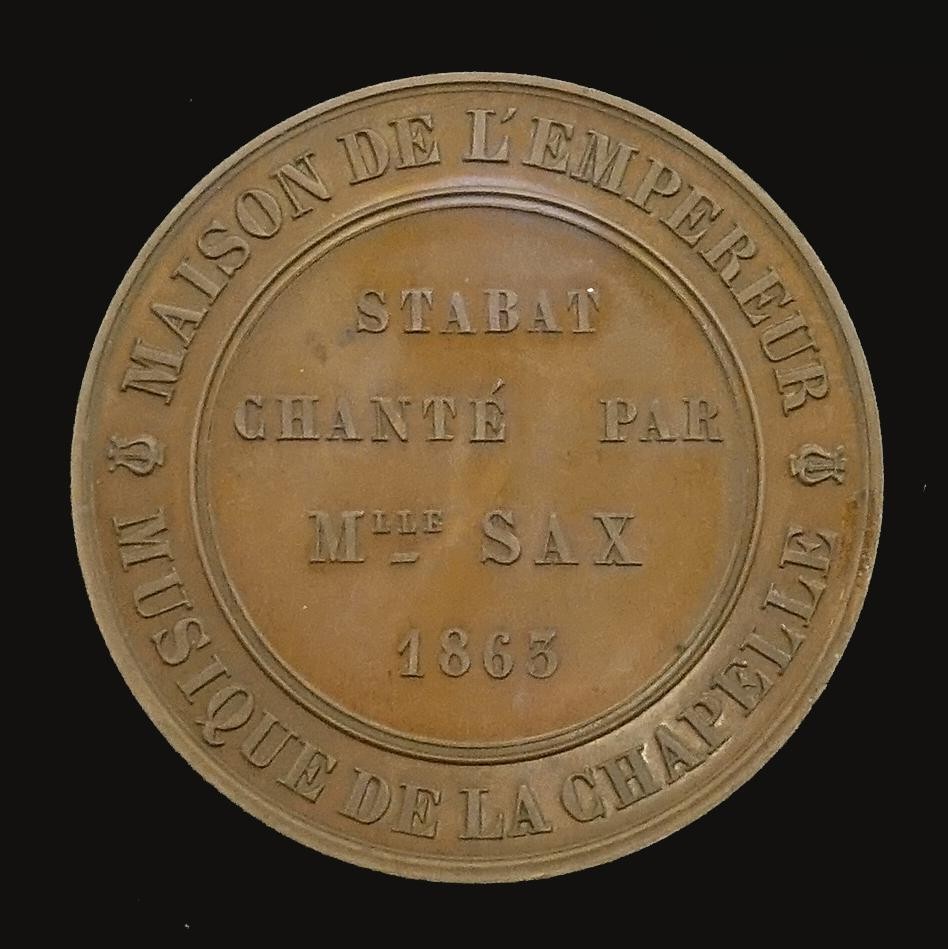 MAISON DE L'EMPEREUR
STABAT
CHANTÉ PAR
MLLE SAX
1863
MUSIQUE DE LA CHAPELLE